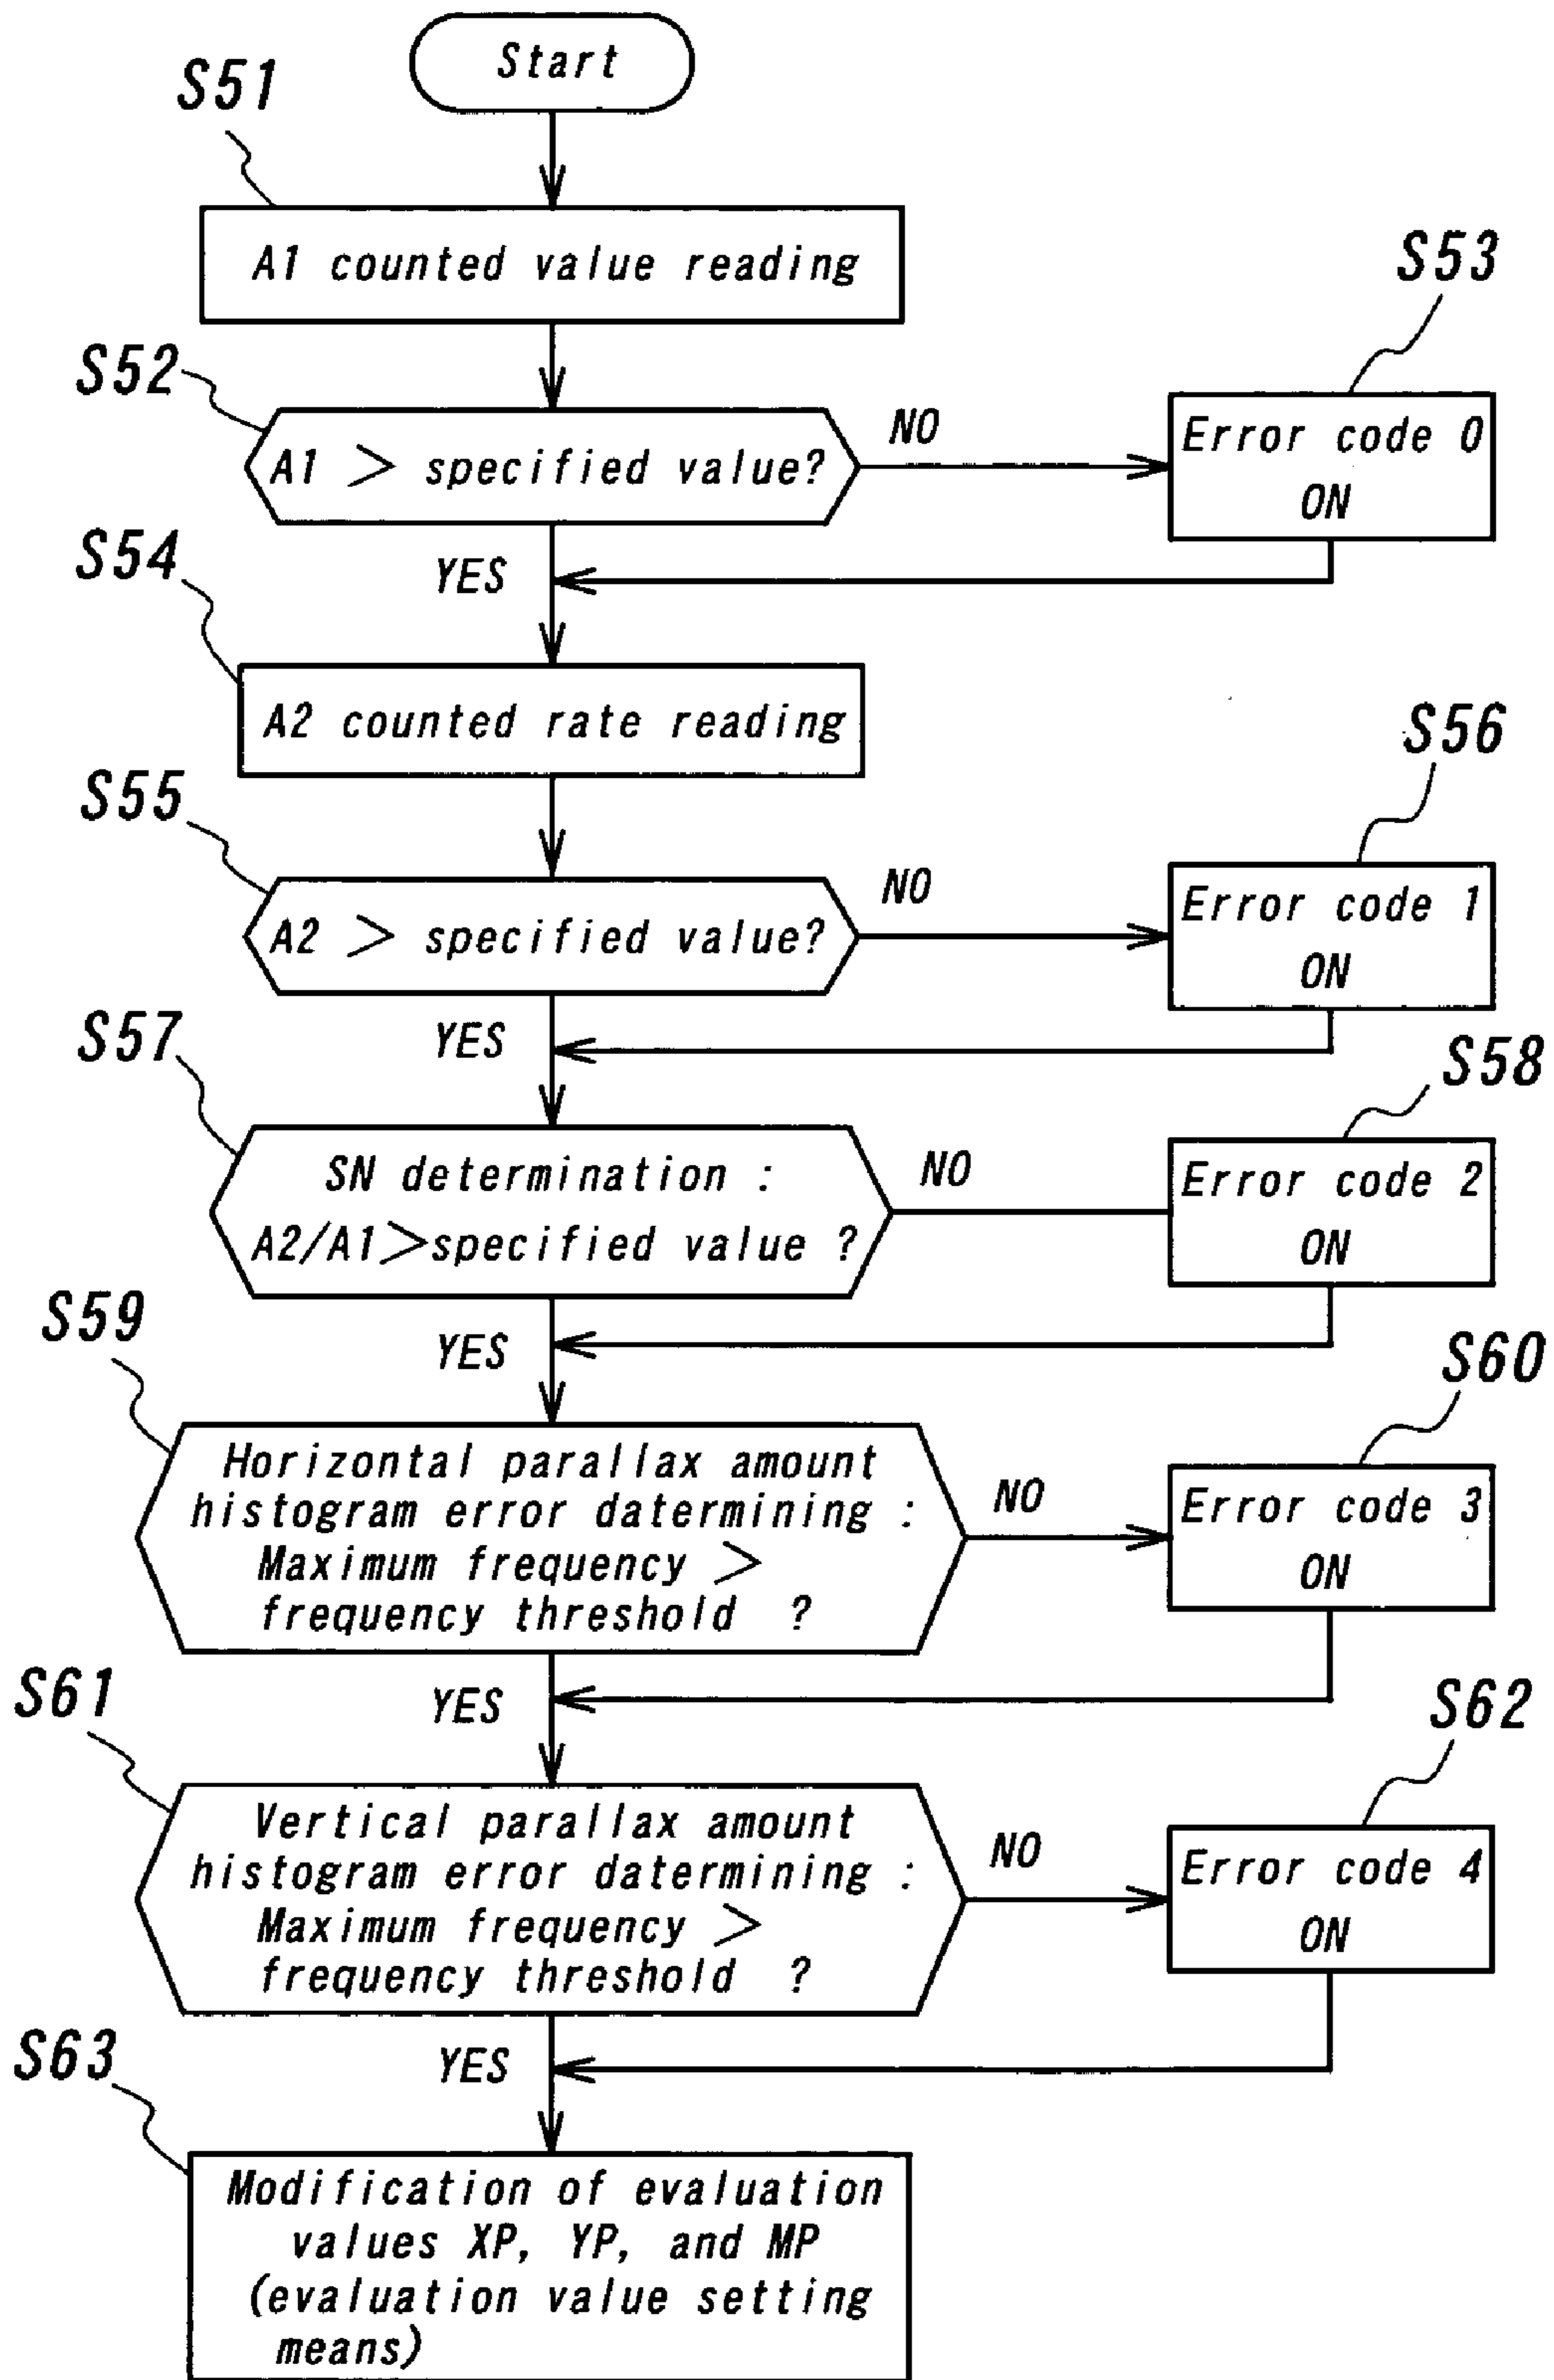 Start
S51
A1 counted value reading
S52
A1 > specified value?
NO
S53
Error code 0
ON
YES
S54
A2 counted rate reading
S55
A2 > specified value?
NO
S56
Error code 1
ON
YES
S57
SN determination :
A2/A1>specified value ?
NO
S58
Error code 2
ON
YES
S59
Horizontal parallax amount
histogram error datermining :
Maximum frequency >
frequency threshold ?
NO
S60
Error code 3
ON
YES
S61
Vertical parallax amount
histogram error datermining :
Maximum frequency >
frequency threshold ?
NO
S62
Error code 4
ON
YES
S63
Modification of evaluation
values XP, YP, and MP
(evaluation value setting
means)